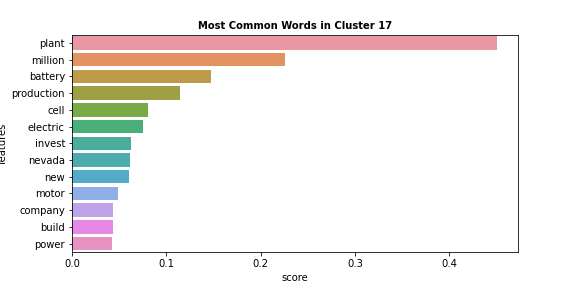 Most Common Words in Cluster 17
plant
million
battery
production
cell
electric
invest
nevada
new
motor
company
build
power
features
0.0 0.1 0.2 0.3 0.4
score